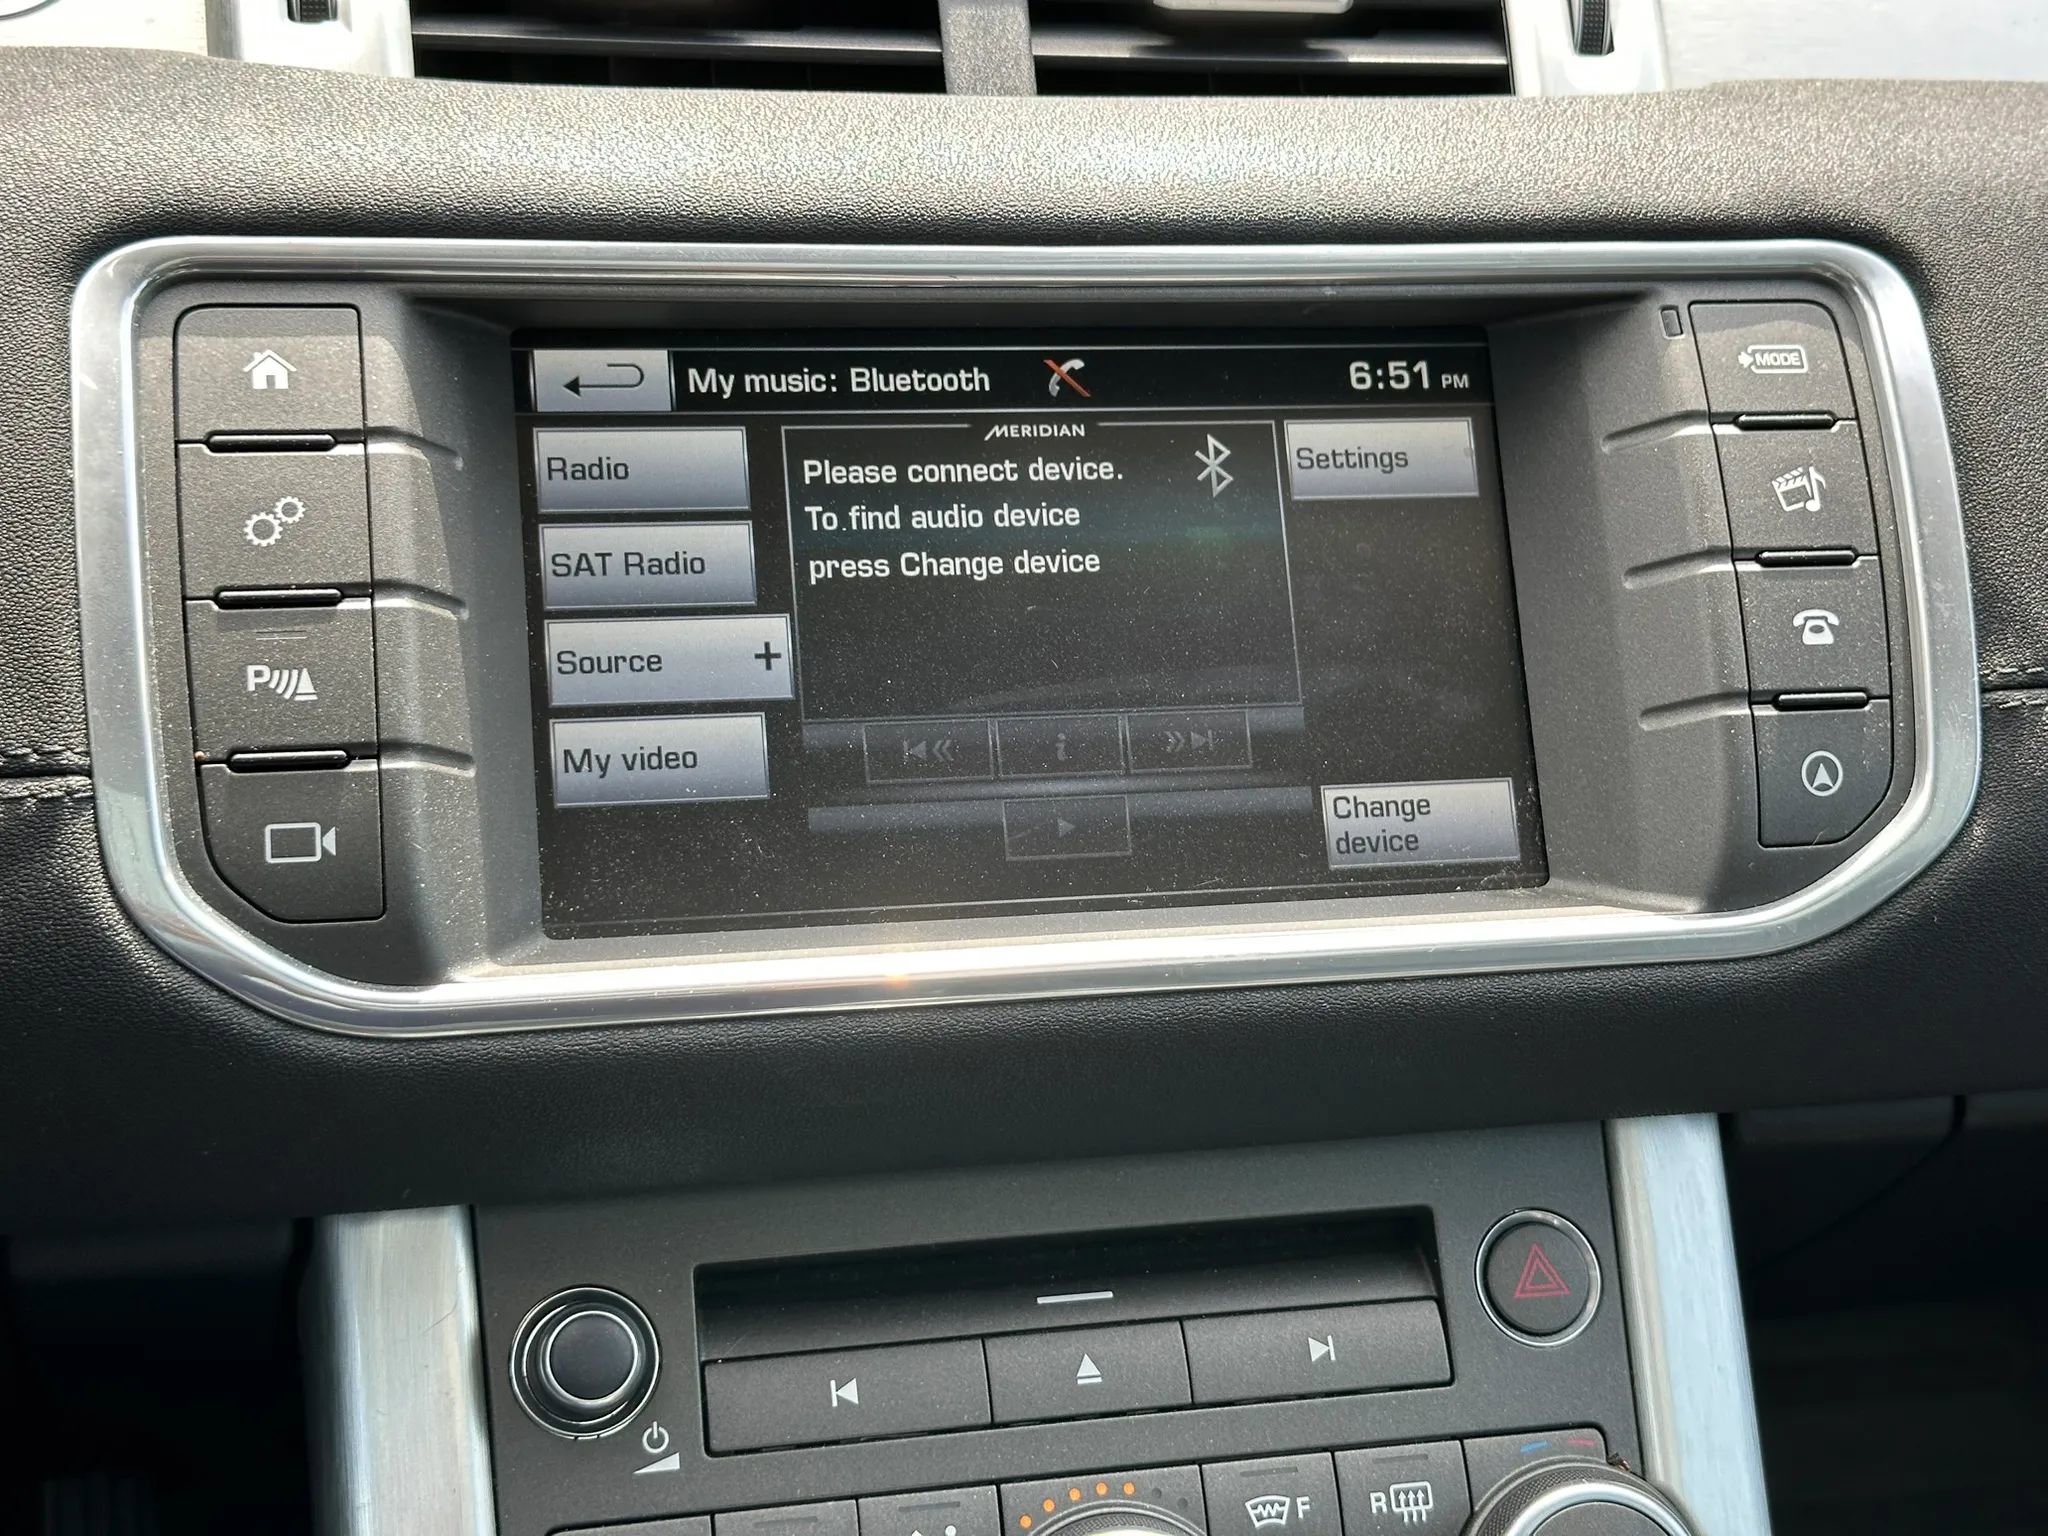 My music: Bluetooth
6:51 PM
MODE
MERIDIAN
Radio
Please connect device.
Settings
To find audio device
SAT Radio
press Change device
Source +
P
My video
i
Change
device
F
R